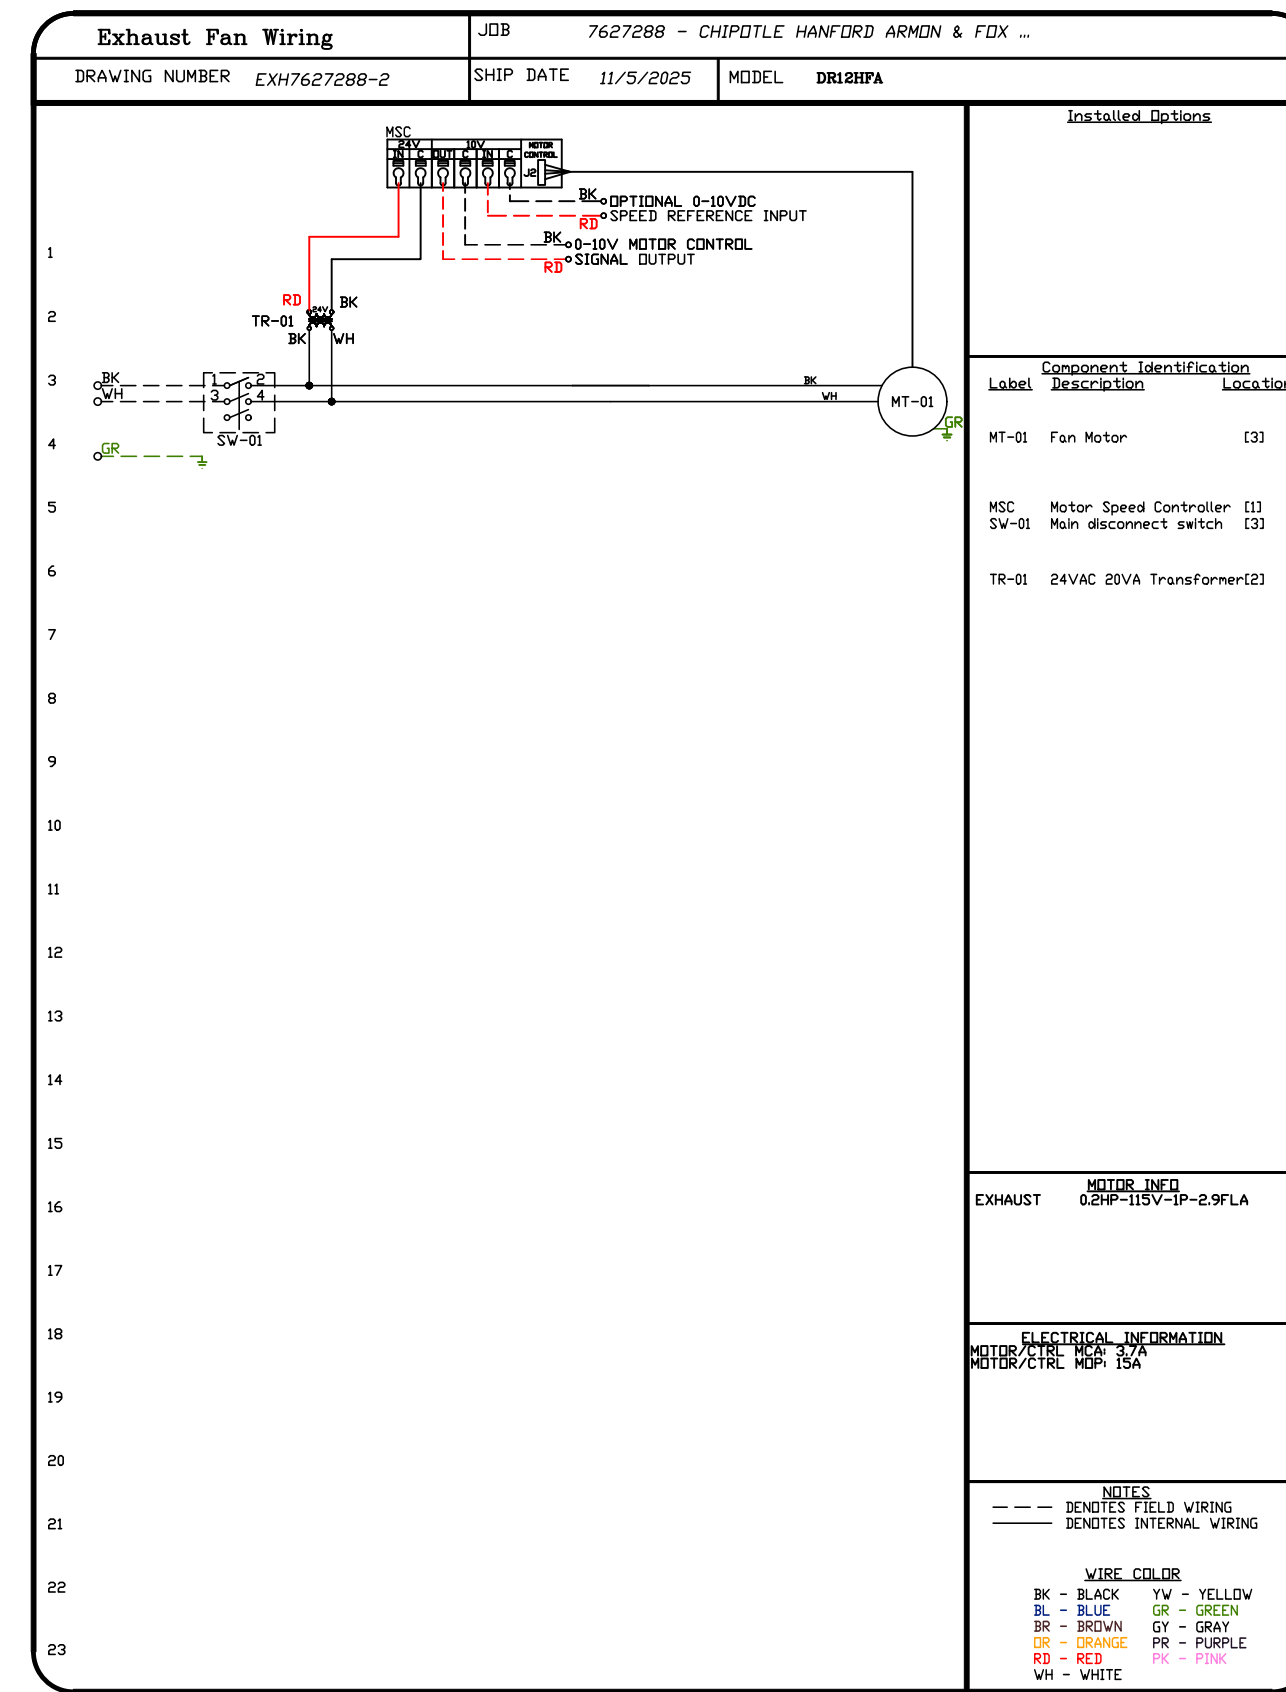 Exhaust Fan Wiring
JOB 7627288 - CHIPOTLE HANFORD ARMON & FOX ...
DRAWING NUMBER EXH7627288-2
SHIP DATE 11/5/2025
MODEL DR12HFA
Installed Options
MSC
24V 10V MOTOR CONTROL
IN C OUT C IN C
J2
BK OPTIONAL 0-10VDC
RD SPEED REFERENCE INPUT
BK 0-10V MOTOR CONTROL
RD SIGNAL OUTPUT
RD BK
24V
TR-01
BK WH
BK 1 2 BK
WH 3 4 WH
MT-01
GR
SW-01
GR
1
2
3
4
5
6
7
8
9
10
11
12
13
14
15
16
17
18
19
20
21
22
23
Component Identification
Label Description Location
MT-01 Fan Motor [3]
MSC Motor Speed Controller [1]
SW-01 Main disconnect switch [3]
TR-01 24VAC 20VA Transformer[2]
MOTOR INFO
EXHAUST 0.2HP-115V-1P-2.9FLA
ELECTRICAL INFORMATION
MOTOR/CTRL MCA: 3.7A
MOTOR/CTRL MOP: 15A
NOTES
DENOTES FIELD WIRING
DENOTES INTERNAL WIRING
WIRE COLOR
BK - BLACK YW - YELLOW
BL - BLUE GR - GREEN
BR - BROWN GY - GRAY
OR - ORANGE PR - PURPLE
RD - RED PK - PINK
WH - WHITE